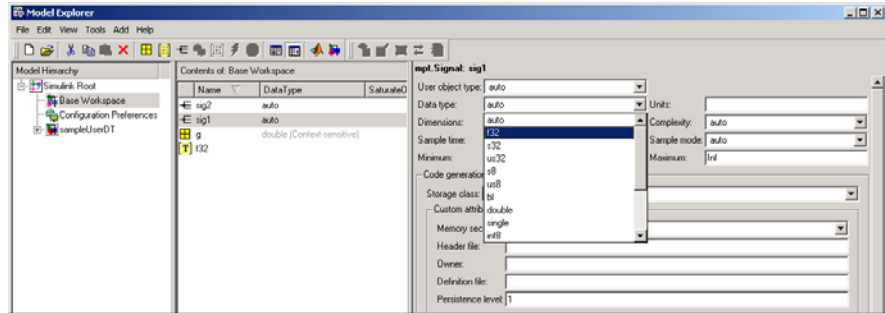 Model Explorer
File Edit View Tools Add Help
Model Hierarchy
Simulink Root
Base Workspace
Configuration Preferences
sampleUserDT
Contents of: Base Workspace
Name DataType SaturateO
sig2 auto
sig1 auto
g double (Context-sensitive)
[T] f32
mpt.Signal: sig1
User object type: auto
Data type: auto Units:
Dimensions: auto Complexity: auto
f32
Sample time: Sample mode: auto
s32
us32
Minimum: Maximum: Inf
s8
Code generation
us8
Storage class:
bl
Custom attrib
double
single
Memory sec
int8
Header file:
Owner:
Definition file:
Persistence level: 1